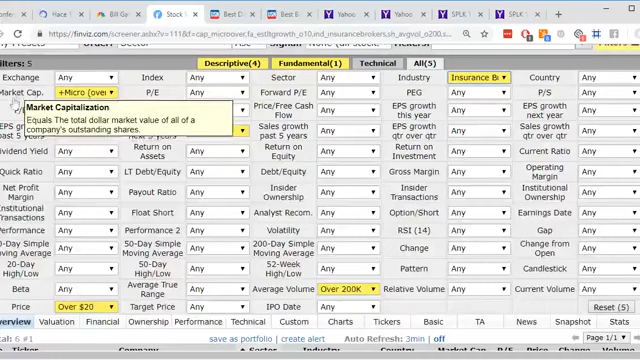 Hace 1
Bill Gat
Stock
Best D
Best E
Yahoo
Yahoo
SPLK
SPLK
https://finviz.com/screener.ashx?v=111&f=cap_microover,fa_estltgrowth_o10,ind_insurancebrokers,sh_avgvol_o200,s
Filters: 5
Descriptive(4)
Fundamental(1)
Technical
All(5)
Exchange Any Index Any Sector Any Industry Insurance B Country
Market Cap. +Micro (over P/E Any Forward P/E Any PEG Any P/S
Market Capitalization
Equals The total dollar market value of all of a
company's outstanding shares.
Price/Free Cash Flow Any EPS growth this year Any EPS growth next year
EPS growth past 5 years Sales growth past 5 years Any EPS growth qtr over qtr Any Sales growth qtr over qtr
Dividend Yield Any Return on Assets Any Return on Equity Any Return on Investment Any Current Ratio
Quick Ratio Any LT Debt/Equity Any Debt/Equity Any Gross Margin Any Operating Margin
Net Profit Margin Any Payout Ratio Any Insider Ownership Any Insider Transactions Any Institutional Ownership
Institutional Transactions Any Float Short Any Analyst Recom. Any Option/Short Any Earnings Date
Performance Any Performance 2 Any Volatility Any RSI (14) Any Gap
20-Day Simple Moving Average Any 50-Day Simple Moving Average Any 200-Day Simple Moving Average Any Change Any Change from Open
20-Day High/Low Any 50-Day High/Low Any 52-Week High/Low Any Pattern Any Candlestick
Beta Any Average True Range Any Average Volume Over 200K Relative Volume Any Current Volume
Price Over $20 Target Price Any IPO Date Any Reset (5)
Overview Valuation Financial Ownership Performance Technical Custom Charts Tickers Basic TA News Snapshot Stats
Total: 6 #1 save as portfolio | create alert Auto Refresh: 3min | off Page 1/1